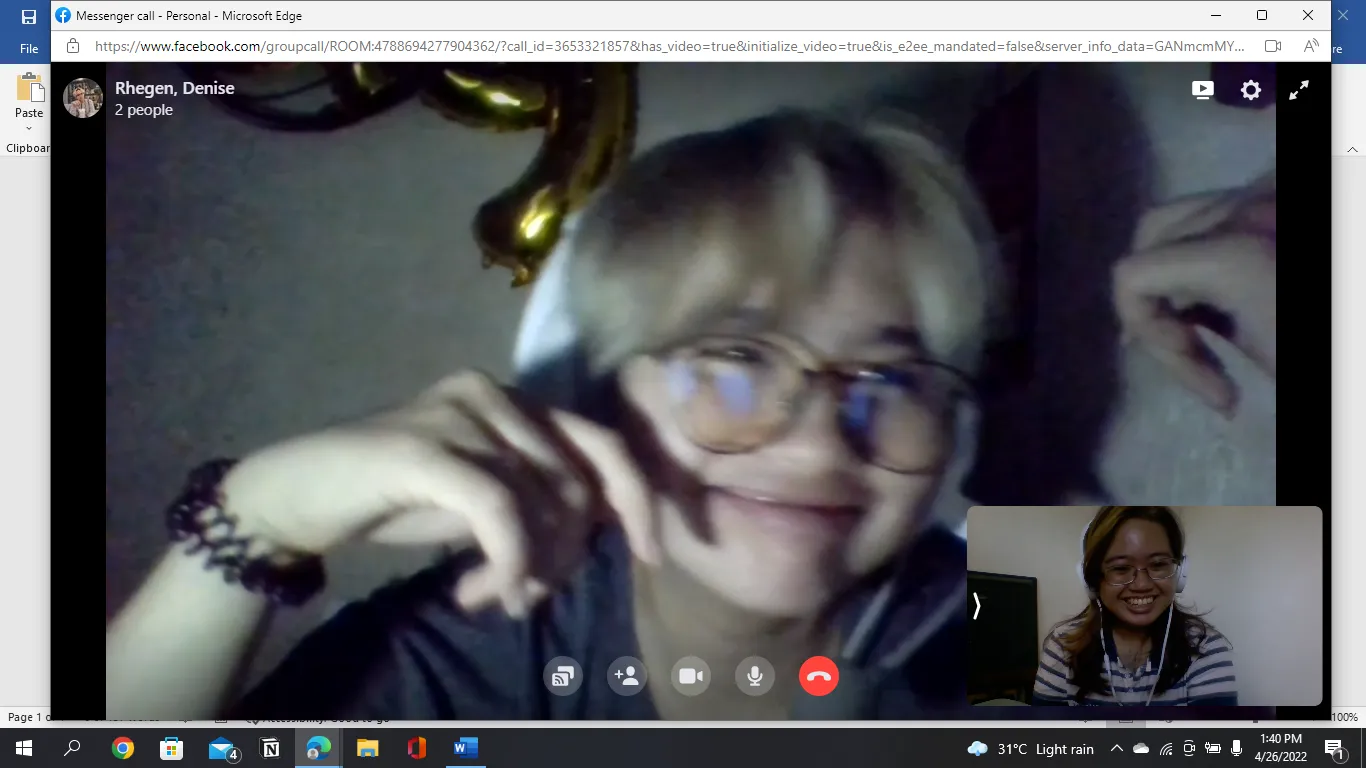 Messenger call - Personal - Microsoft Edge
File
re
https://www.facebook.com/groupcall/ROOM:4788694277904362/?call_id=3653321857&has_video=true&initialize_video=true&is_e2ee_mandated=false&server_info_data=GANmcmMY...
Rhegen, Denise
2 people
Paste
Clipboar
Page 1 o
100%
4
W
31°C Light rain
1:40 PM
4/26/2022
1